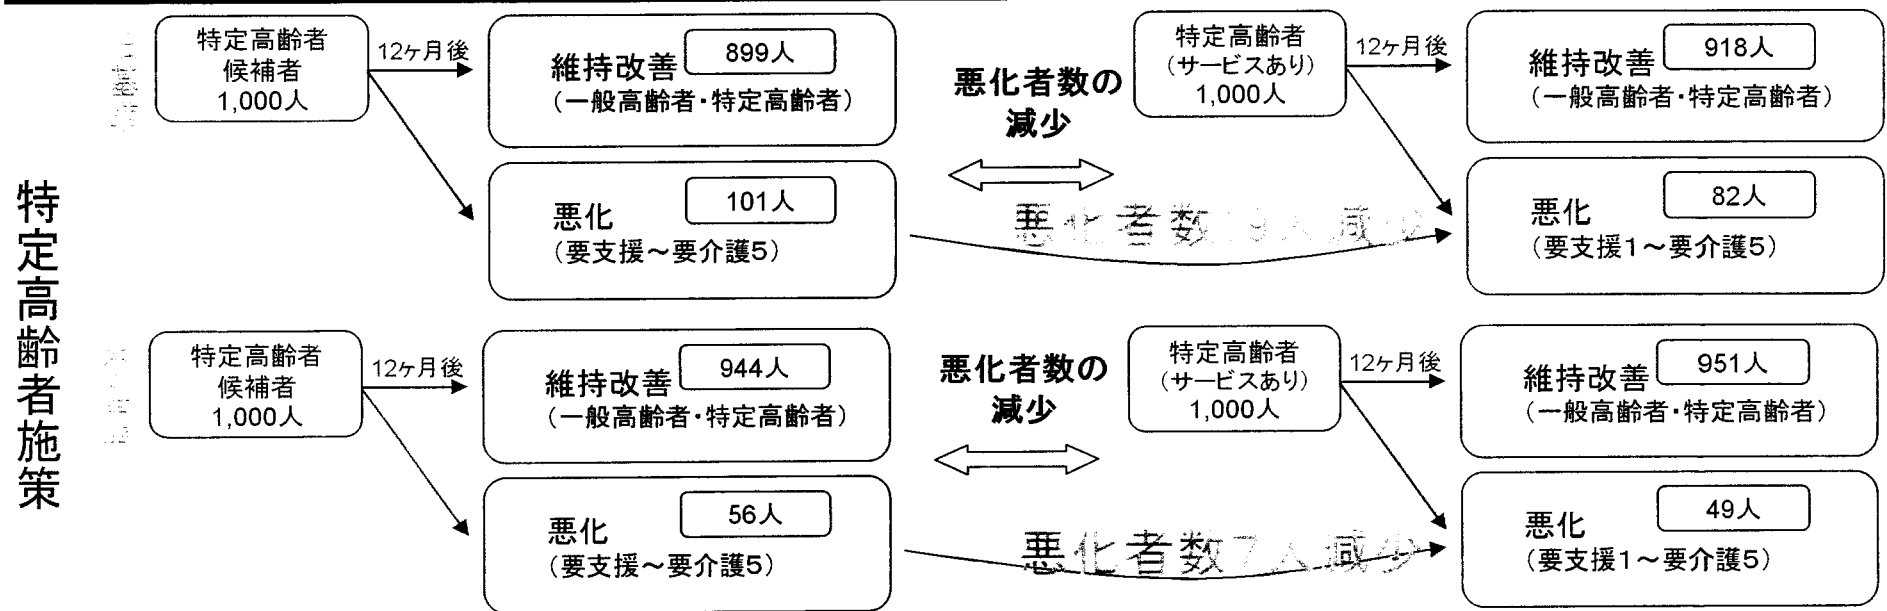 特定高齢者施策
特定高齢者
候補者
1,000人
12ヶ月後
維持改善
899人
(一般高齢者・特定高齢者)
悪化
101人
(要支援～要介護5)
悪化者数の
減少
悪化者数19人減少
特定高齢者
(サービスあり)
1,000人
12ヶ月後
維持改善
918人
(一般高齢者・特定高齢者)
悪化
82人
(要支援1～要介護5)
特定高齢者
候補者
1,000人
12ヶ月後
維持改善
944人
(一般高齢者・特定高齢者)
悪化
56人
(要支援～要介護5)
悪化者数の
減少
悪化者数7人減少
特定高齢者
(サービスあり)
1,000人
12ヶ月後
維持改善
951人
(一般高齢者・特定高齢者)
悪化
49人
(要支援1～要介護5)